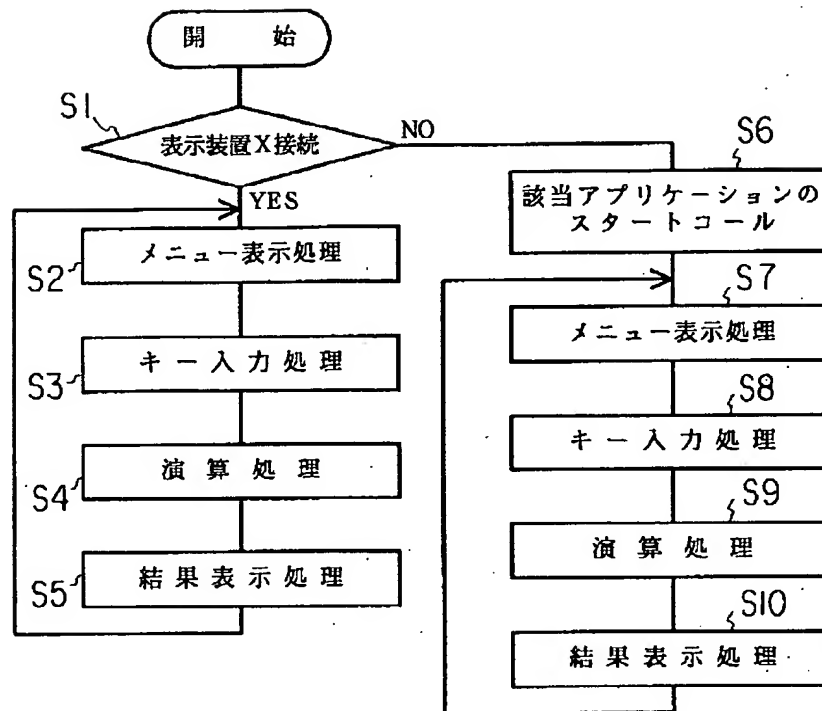 開 始
S1
表示装置X接続
NO
YES
S2
メニュー表示処理
S3
キー入力処理
S4
演算処理
S5
結果表示処理
S6
該当アプリケーションの
スタートコール
S7
メニュー表示処理
S8
キー入力処理
S9
演算処理
S10
結果表示処理